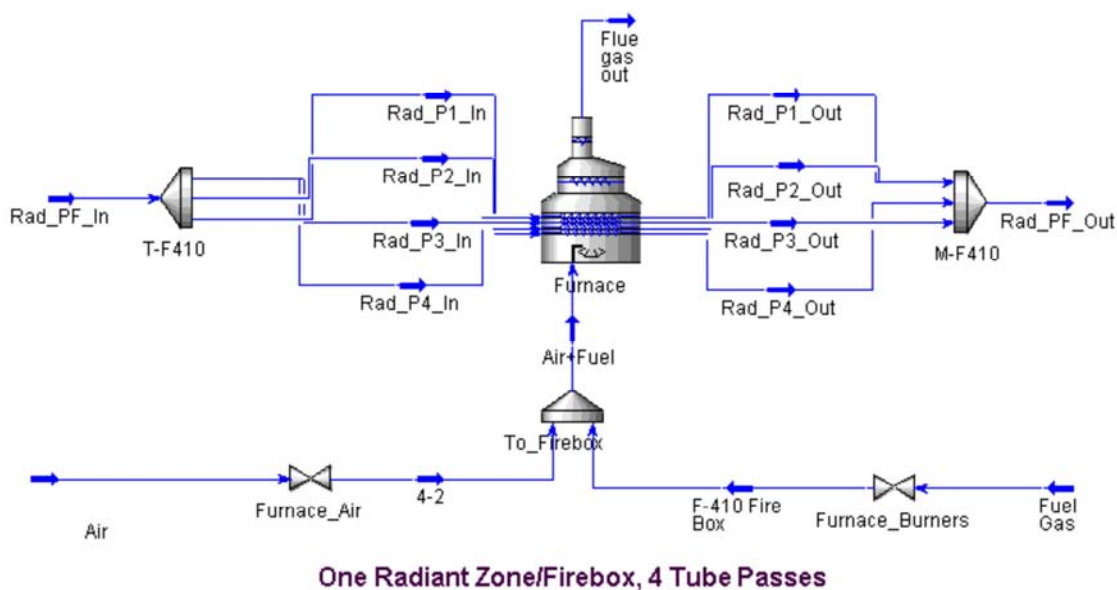 Flue
gas
out
Rad_P1_In
Rad_P1_Out
Rad_P2_In
Rad_P2_Out
Rad_PF_In
T-F410
Rad_P3_In
Rad_P3_Out
Rad_PF_Out
M-F410
Furnace
Rad_P4_In
Rad_P4_Out
Air+Fuel
To_Firebox
Air
Furnace_Air
4-2
F-410 Fire
Box
Furnace_Burners
Fuel
Gas
One Radiant Zone/Firebox, 4 Tube Passes